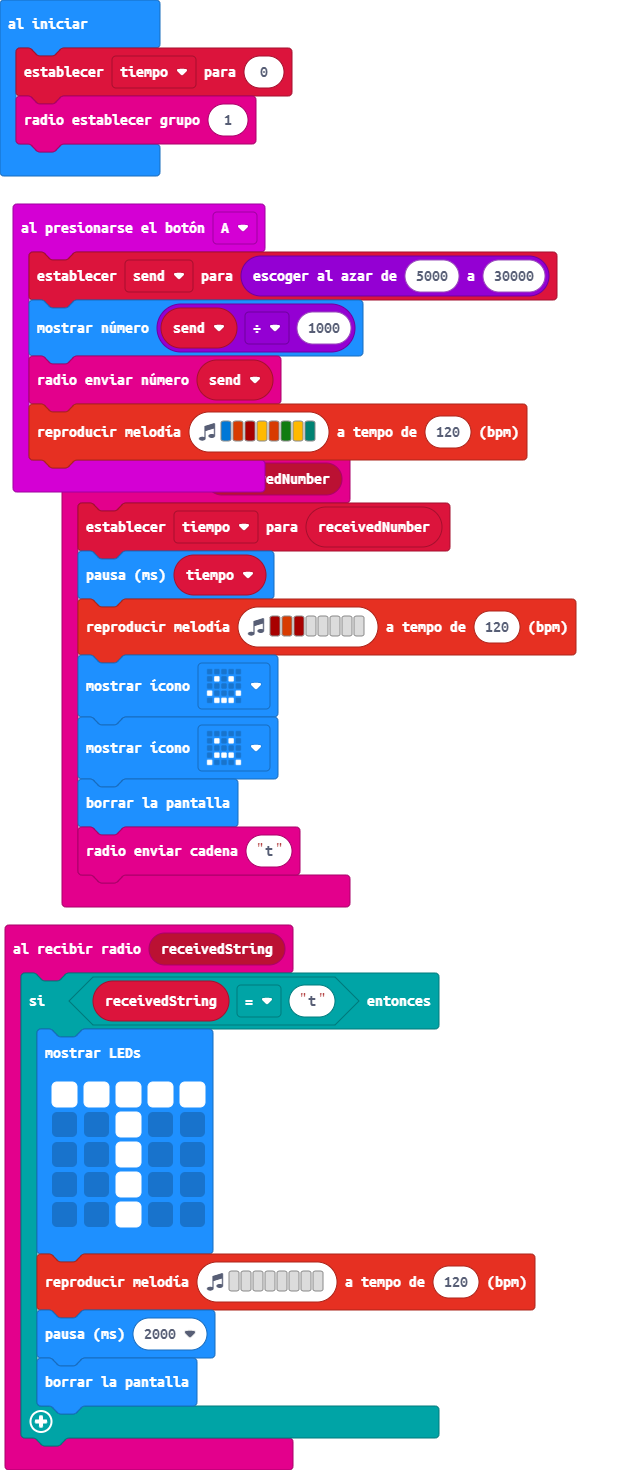 al iniciar
establecer tiempo para 0
radio establecer grupo 1
al presionarse el botón A
establecer send para escoger al azar de 5000 a 30000
mostrar número send ÷ 1000
radio enviar número send
reproducir melodía a tempo de 120 (bpm)
edNumber
establecer tiempo para receivedNumber
pausa (ms) tiempo
reproducir melodía a tempo de 120 (bpm)
mostrar ícono
mostrar ícono
borrar la pantalla
radio enviar cadena "t"
al recibir radio receivedString
si receivedString = "t" entonces
mostrar LEDs
reproducir melodía a tempo de 120 (bpm)
pausa (ms) 2000
borrar la pantalla